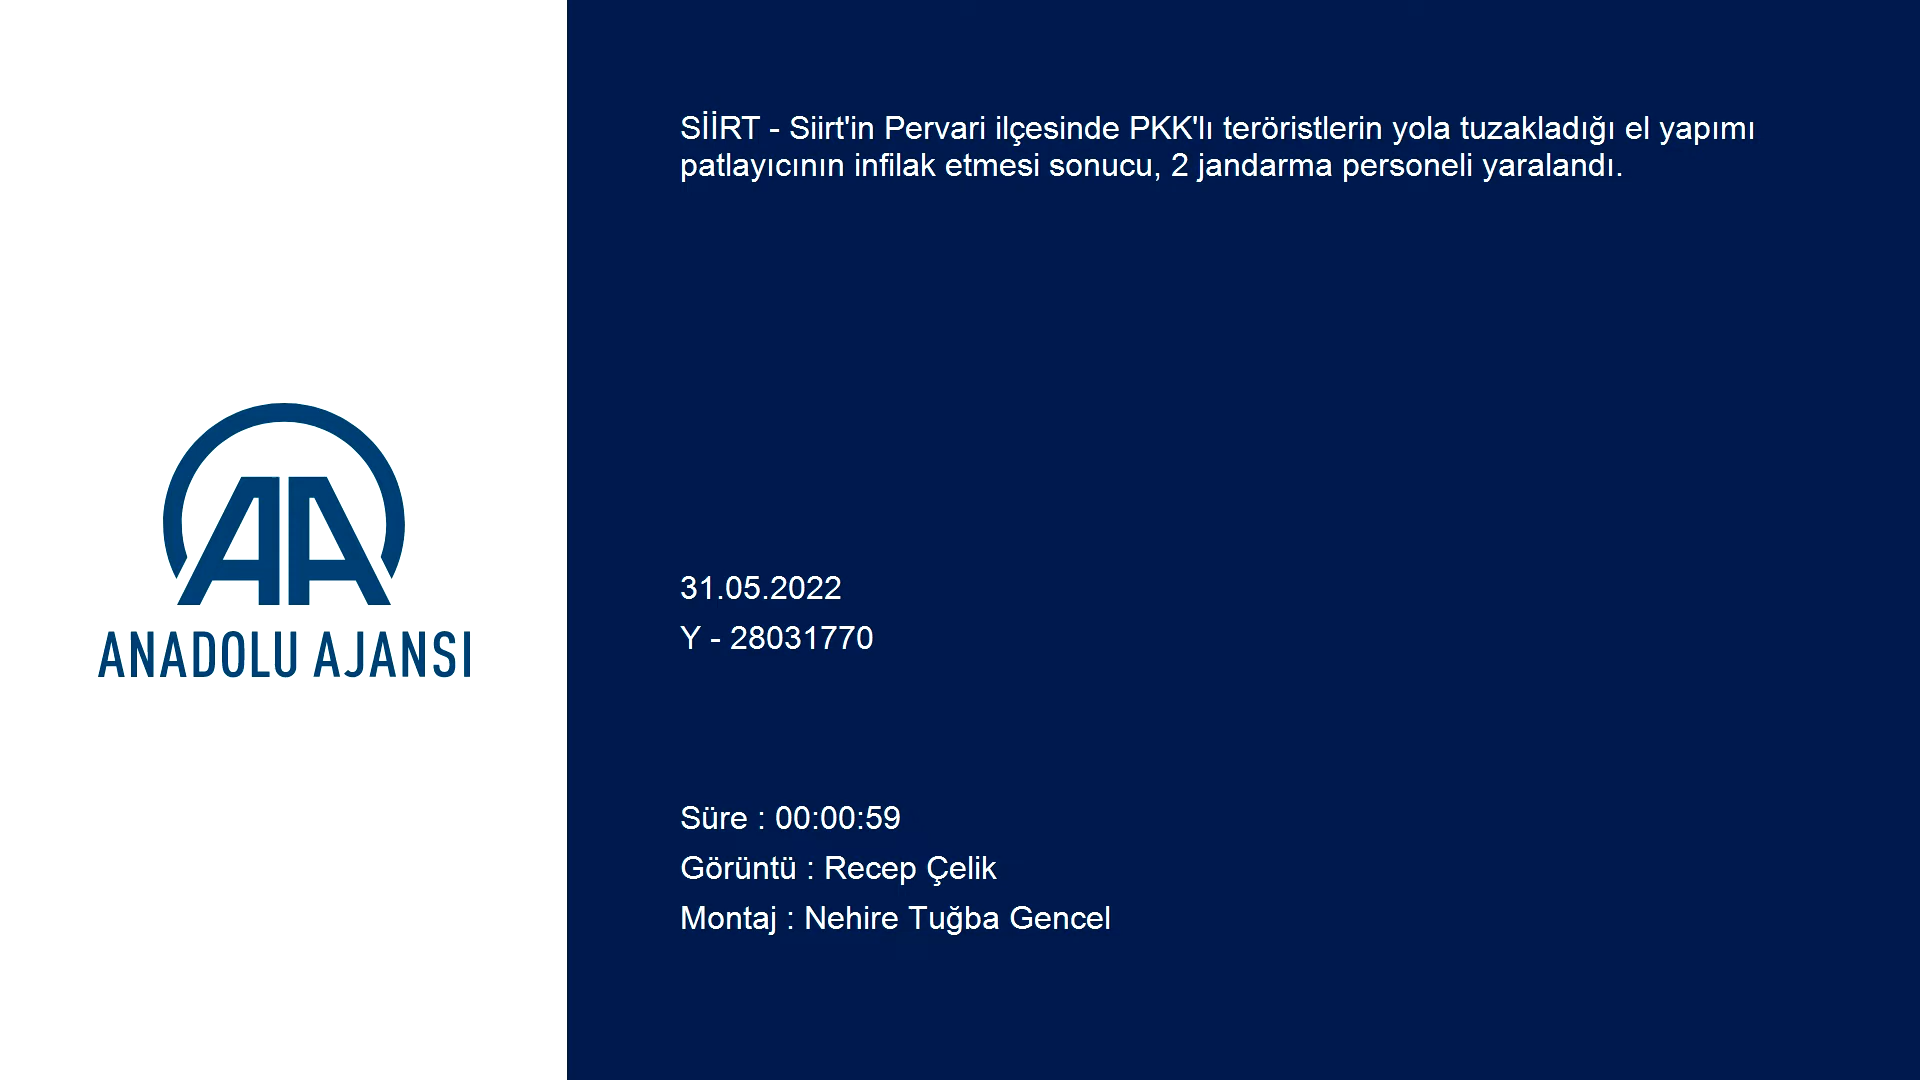 AA
ANADOLU AJANSI
SİİRT - Siirt'in Pervari ilçesinde PKK'lı teröristlerin yola tuzakladığı el yapımı
patlayıcının infilak etmesi sonucu, 2 jandarma personeli yaralandı.
31.05.2022
Y - 28031770
Süre : 00:00:59
Görüntü : Recep Çelik
Montaj : Nehire Tuğba Gencel